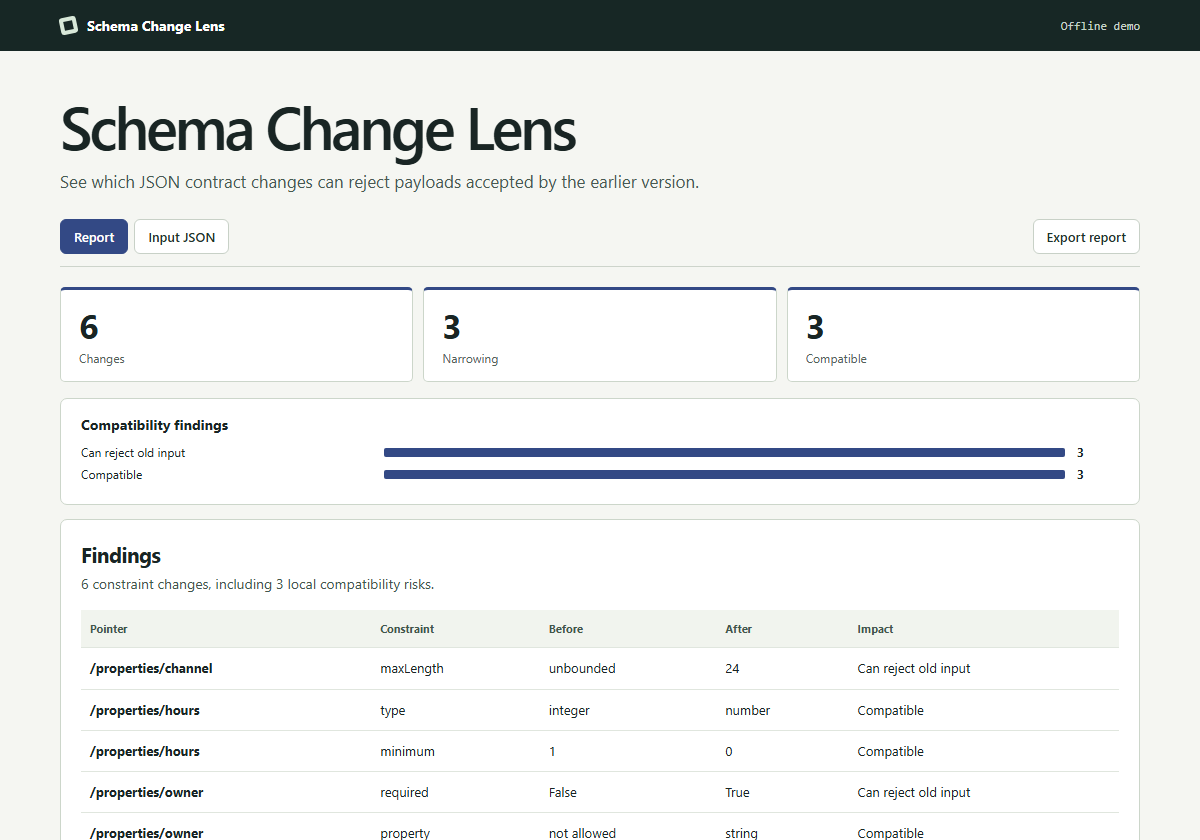 Schema Change Lens
Offline demo
Schema Change Lens
See which JSON contract changes can reject payloads accepted by the earlier version.
Report
Input JSON
Export report
6
Changes
3
Narrowing
3
Compatible
Compatibility findings
Can reject old input 3
Compatible 3
Findings
6 constraint changes, including 3 local compatibility risks.
Pointer Constraint Before After Impact
/properties/channel maxLength unbounded 24 Can reject old input
/properties/hours type integer number Compatible
/properties/hours minimum 1 0 Compatible
/properties/owner required False True Can reject old input
/properties/owner property not allowed string Compatible